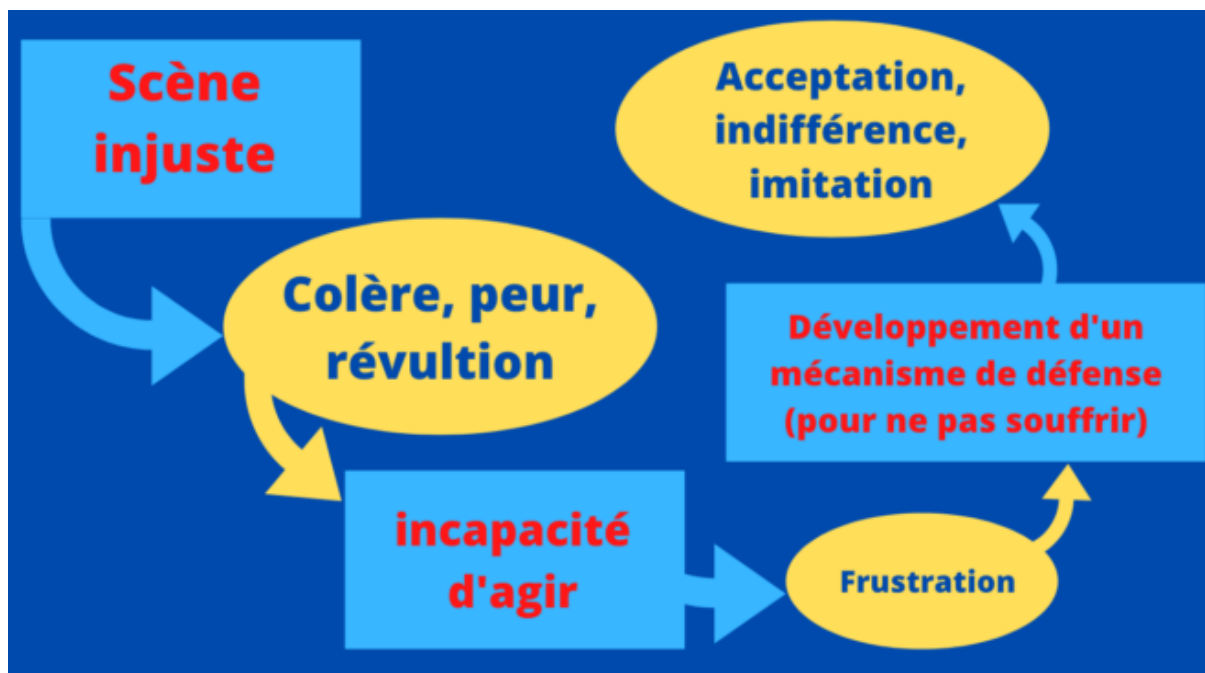 Scène
injuste
Colère, peur,
révultion
incapacité
d'agir
Frustration
Développement d'un
mécanisme de défense
(pour ne pas souffrir)
Acceptation,
indifférence,
imitation